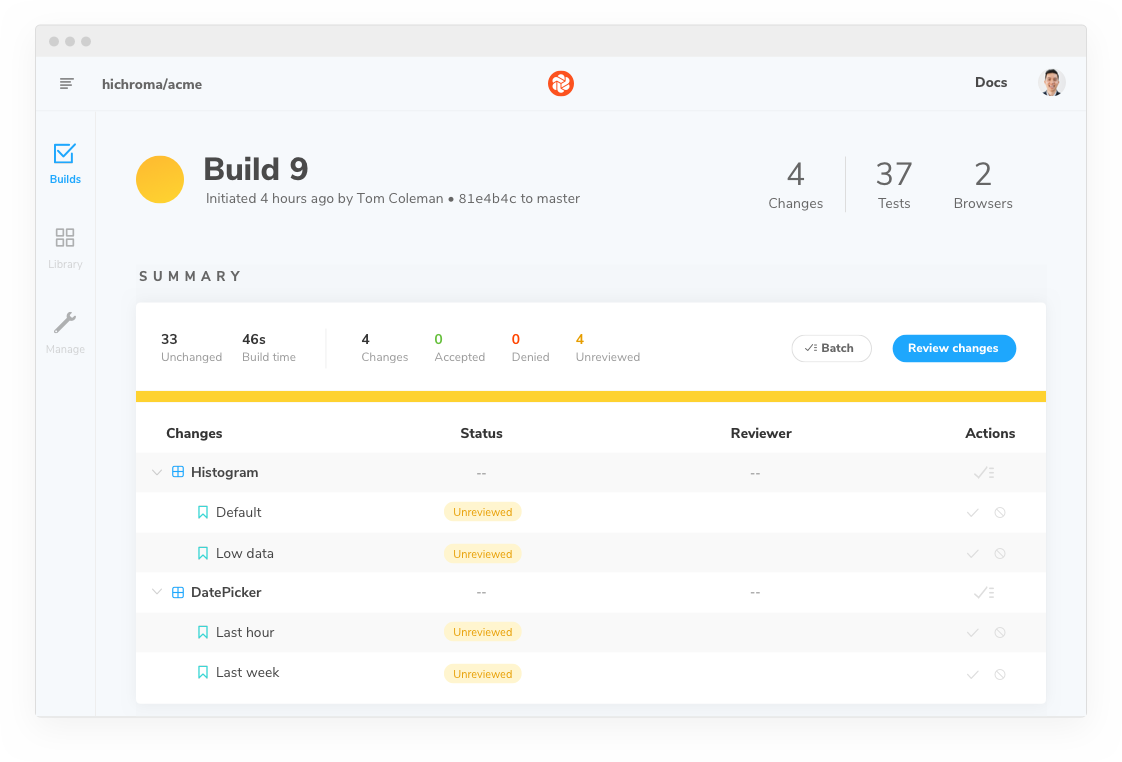 hichroma/acme
Docs
Builds
Library
Manage
Build 9
Initiated 4 hours ago by Tom Coleman • 81e4b4c to master
4 37 2
Changes Tests Browsers
SUMMARY
33 46s 4 0 0 4
Unchanged Build time Changes Accepted Denied Unreviewed
Batch
Review changes
Changes Status Reviewer Actions
Histogram -- --
Default Unreviewed
Low data Unreviewed
DatePicker -- --
Last hour Unreviewed
Last week Unreviewed